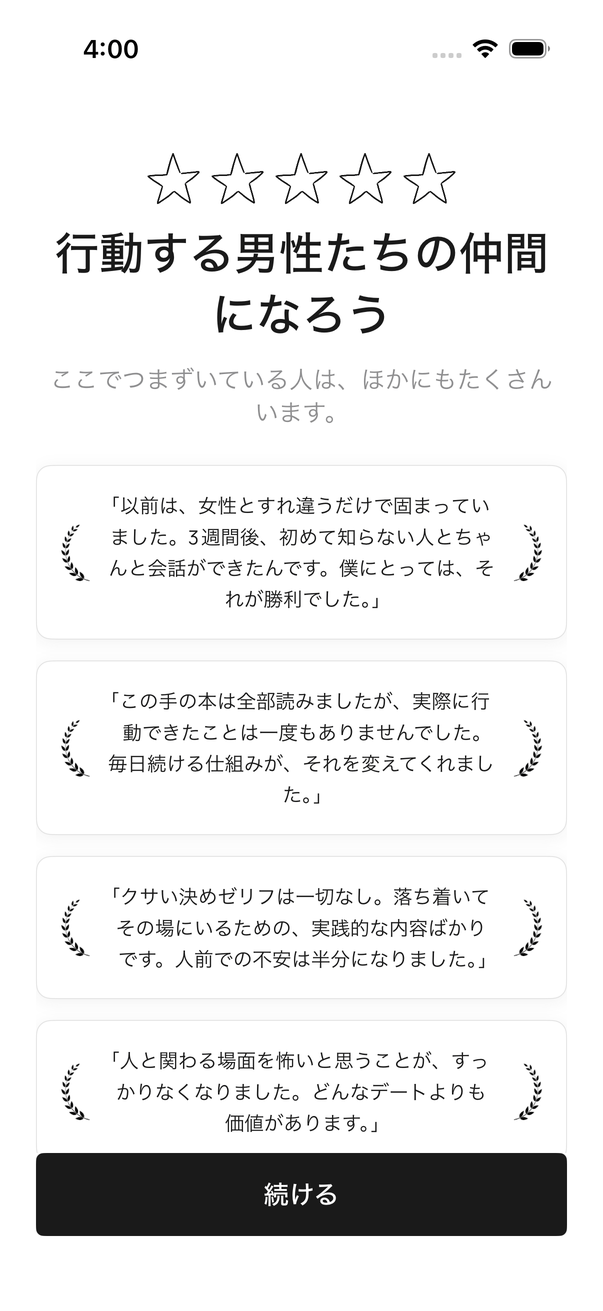 4:00
行動する男性たちの仲間
になろう
ここでつまずいている人は、ほかにもたくさん
います。
「以前は、女性とすれ違うだけで固まってい
ました。3週間後、初めて知らない人とちゃ
んと会話ができたんです。僕にとっては、そ
れが勝利でした。」
「この手の本は全部読みましたが、実際に行
動できたことは一度もありませんでした。
毎日続ける仕組みが、それを変えてくれまし
た。」
「クサい決めゼリフは一切なし。落ち着いて
その場にいるための、実践的な内容ばかり
です。人前での不安は半分になりました。」
「人と関わる場面を怖いと思うことが、すっ
かりなくなりました。どんなデートよりも
価値があります。」
続ける